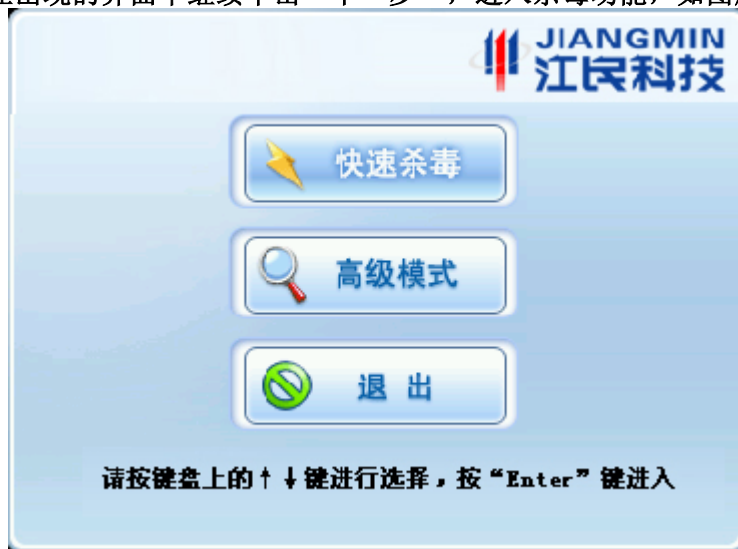 JIANGMIN
江民科技
快速杀毒
高级模式
退 出
请按键盘上的↑↓键进行选择，按“Enter”键进入